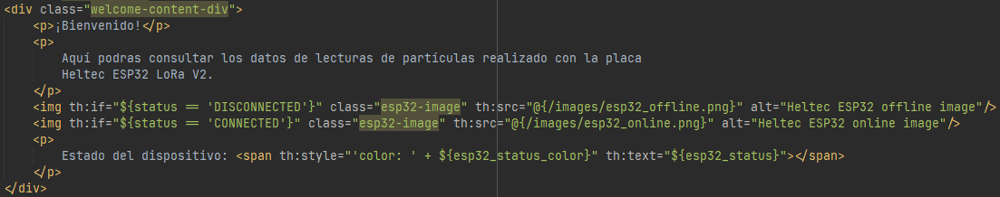 <div class="welcome-content-div">
    <p>¡Bienvenido!</p>
    <p>
        Aquí podras consultar los datos de lecturas de partículas realizado con la placa
        Heltec ESP32 LoRa V2.
    </p>
    <img th:if="${status == 'DISCONNECTED'}" class="esp32-image" th:src="@{/images/esp32_offline.png}" alt="Heltec ESP32 offline image"/>
    <img th:if="${status == 'CONNECTED'}" class="esp32-image" th:src="@{/images/esp32_online.png}" alt="Heltec ESP32 online image"/>
    <p>
        Estado del dispositivo: <span th:style="'color: ' + ${esp32_status_color}" th:text="${esp32_status}"></span>
    </p>
</div>